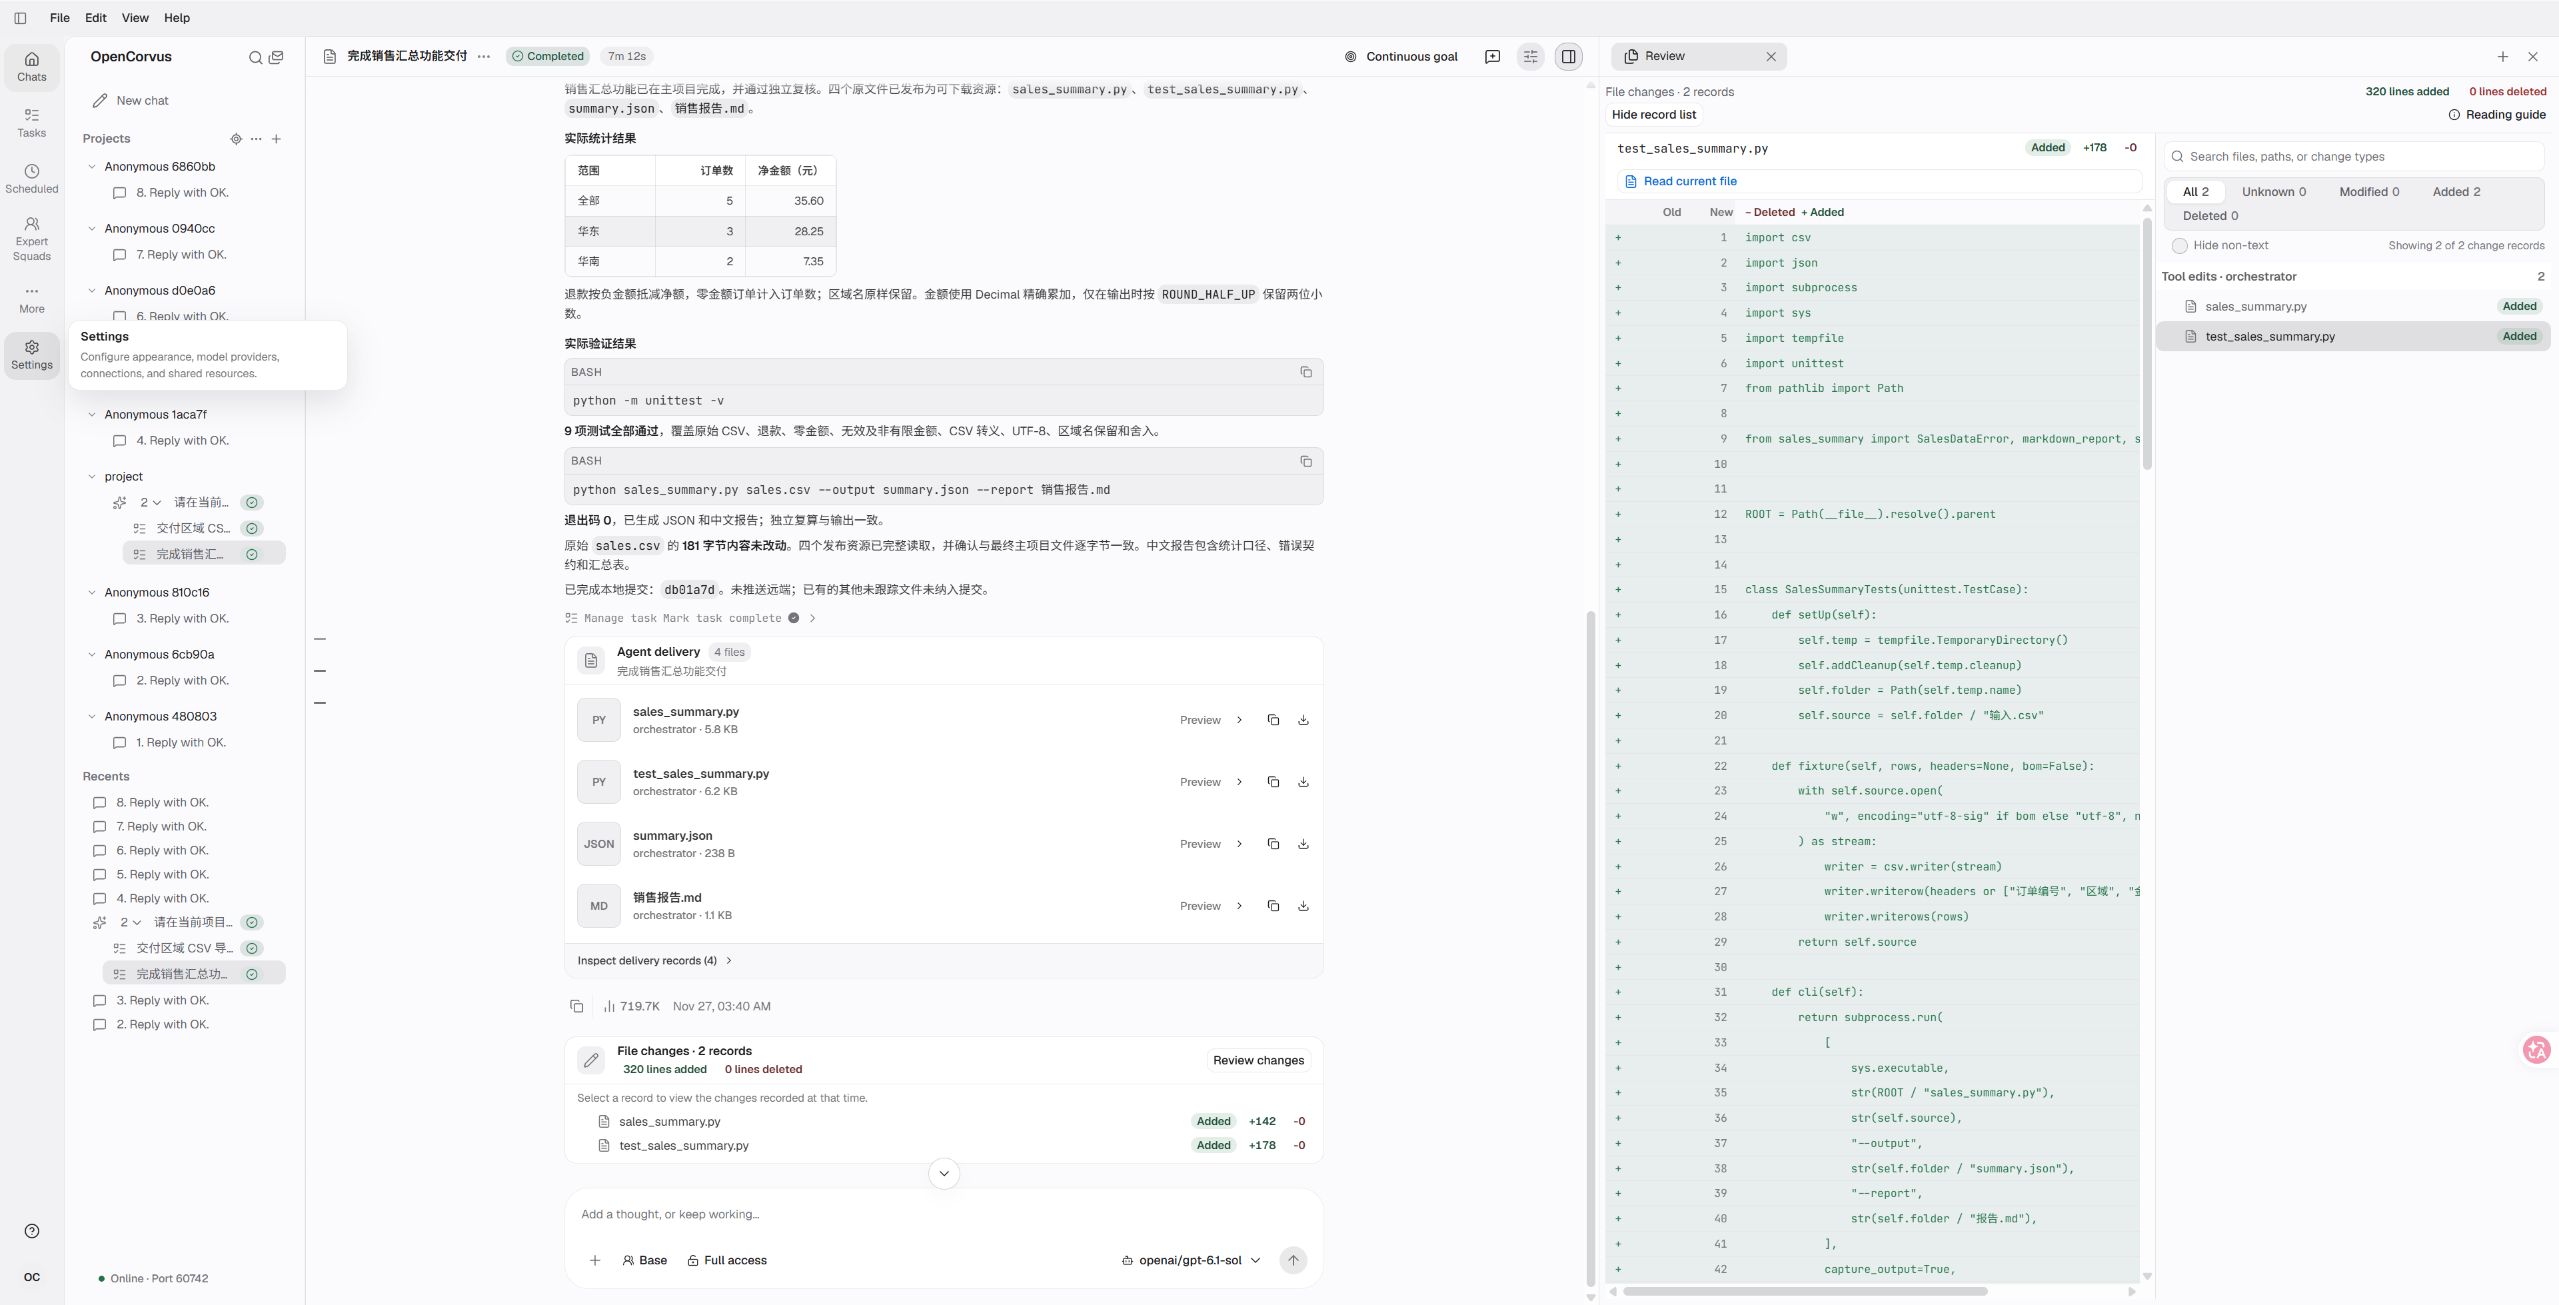 File Edit View Help
Chats
Tasks
Scheduled
Expert
Squads
More
Settings
OC
OpenCorvus
New chat
Projects
Anonymous 6860bb
8. Reply with OK.
Anonymous 0940cc
7. Reply with OK.
Anonymous d0e0a6
6. Reply with OK.
Settings
Configure appearance, model providers,
connections, and shared resources.
Anonymous 1aca7f
4. Reply with OK.
project
2 请在当前...
交付区域 CS...
完成销售汇...
Anonymous 810c16
3. Reply with OK.
Anonymous 6cb90a
2. Reply with OK.
Anonymous 480803
1. Reply with OK.
Recents
8. Reply with OK.
7. Reply with OK.
6. Reply with OK.
5. Reply with OK.
4. Reply with OK.
2 请在当前项目...
交付区域 CSV 导...
完成销售汇总功...
3. Reply with OK.
2. Reply with OK.
Online · Port 60742
完成销售汇总功能交付 ··· Completed 7m 12s
Continuous goal
销售汇总功能已在主项目完成，并通过独立复核。四个原文件已发布为可下载资源： sales_summary.py、 test_sales_summary.py、
summary.json、 销售报告.md。
实际统计结果
范围 订单数 净金额（元）
全部 5 35.60
华东 3 28.25
华南 2 7.35
退款按负金额抵减净额，零金额订单计入订单数；区域名原样保留。金额使用 Decimal 精确累加，仅在输出时按 ROUND_HALF_UP 保留两位小
数。
实际验证结果
BASH
python -m unittest -v
9 项测试全部通过，覆盖原始 CSV、退款、零金额、无效及非有限金额、CSV 转义、UTF-8、区域名保留和舍入。
BASH
python sales_summary.py sales.csv --output summary.json --report 销售报告.md
退出码 0，已生成 JSON 和中文报告；独立复算与输出一致。
原始 sales.csv 的 181 字节内容未改动。四个发布资源已完整读取，并确认与最终主项目文件逐字节一致。中文报告包含统计口径、错误契
约和汇总表。
已完成本地提交： db01a7d 。未推送远端；已有的其他未跟踪文件未纳入提交。
Manage task Mark task complete
Agent delivery 4 files
完成销售汇总功能交付
PY sales_summary.py
orchestrator · 5.8 KB
Preview
PY test_sales_summary.py
orchestrator · 6.2 KB
Preview
JSON summary.json
orchestrator · 238 B
Preview
MD 销售报告.md
orchestrator · 1.1 KB
Preview
Inspect delivery records (4)
719.7K Nov 27, 03:40 AM
File changes · 2 records
320 lines added 0 lines deleted
Review changes
Select a record to view the changes recorded at that time.
sales_summary.py Added +142 -0
test_sales_summary.py Added +178 -0
Add a thought, or keep working...
Base Full access openai/gpt-6.1-sol
Review
File changes · 2 records 320 lines added 0 lines deleted
Hide record list Reading guide
test_sales_summary.py Added +178 -0
Read current file
Old New − Deleted + Added
+ 1 import csv
+ 2 import json
+ 3 import subprocess
+ 4 import sys
+ 5 import tempfile
+ 6 import unittest
+ 7 from pathlib import Path
+ 8
+ 9 from sales_summary import SalesDataError, markdown_report, s
+ 10
+ 11
+ 12 ROOT = Path(__file__).resolve().parent
+ 13
+ 14
+ 15 class SalesSummaryTests(unittest.TestCase):
+ 16 def setUp(self):
+ 17 self.temp = tempfile.TemporaryDirectory()
+ 18 self.addCleanup(self.temp.cleanup)
+ 19 self.folder = Path(self.temp.name)
+ 20 self.source = self.folder / "输入.csv"
+ 21
+ 22 def fixture(self, rows, headers=None, bom=False):
+ 23 with self.source.open(
+ 24 "w", encoding="utf-8-sig" if bom else "utf-8", n
+ 25 ) as stream:
+ 26 writer = csv.writer(stream)
+ 27 writer.writerow(headers or ["订单编号", "区域", "金
+ 28 writer.writerows(rows)
+ 29 return self.source
+ 30
+ 31 def cli(self):
+ 32 return subprocess.run(
+ 33 [
+ 34 sys.executable,
+ 35 str(ROOT / "sales_summary.py"),
+ 36 str(self.source),
+ 37 "--output",
+ 38 str(self.folder / "summary.json"),
+ 39 "--report",
+ 40 str(self.folder / "报告.md"),
+ 41 ],
+ 42 capture_output=True,
Search files, paths, or change types
All 2 Unknown 0 Modified 0 Added 2
Deleted 0
Hide non-text Showing 2 of 2 change records
Tool edits · orchestrator 2
sales_summary.py Added
test_sales_summary.py Added